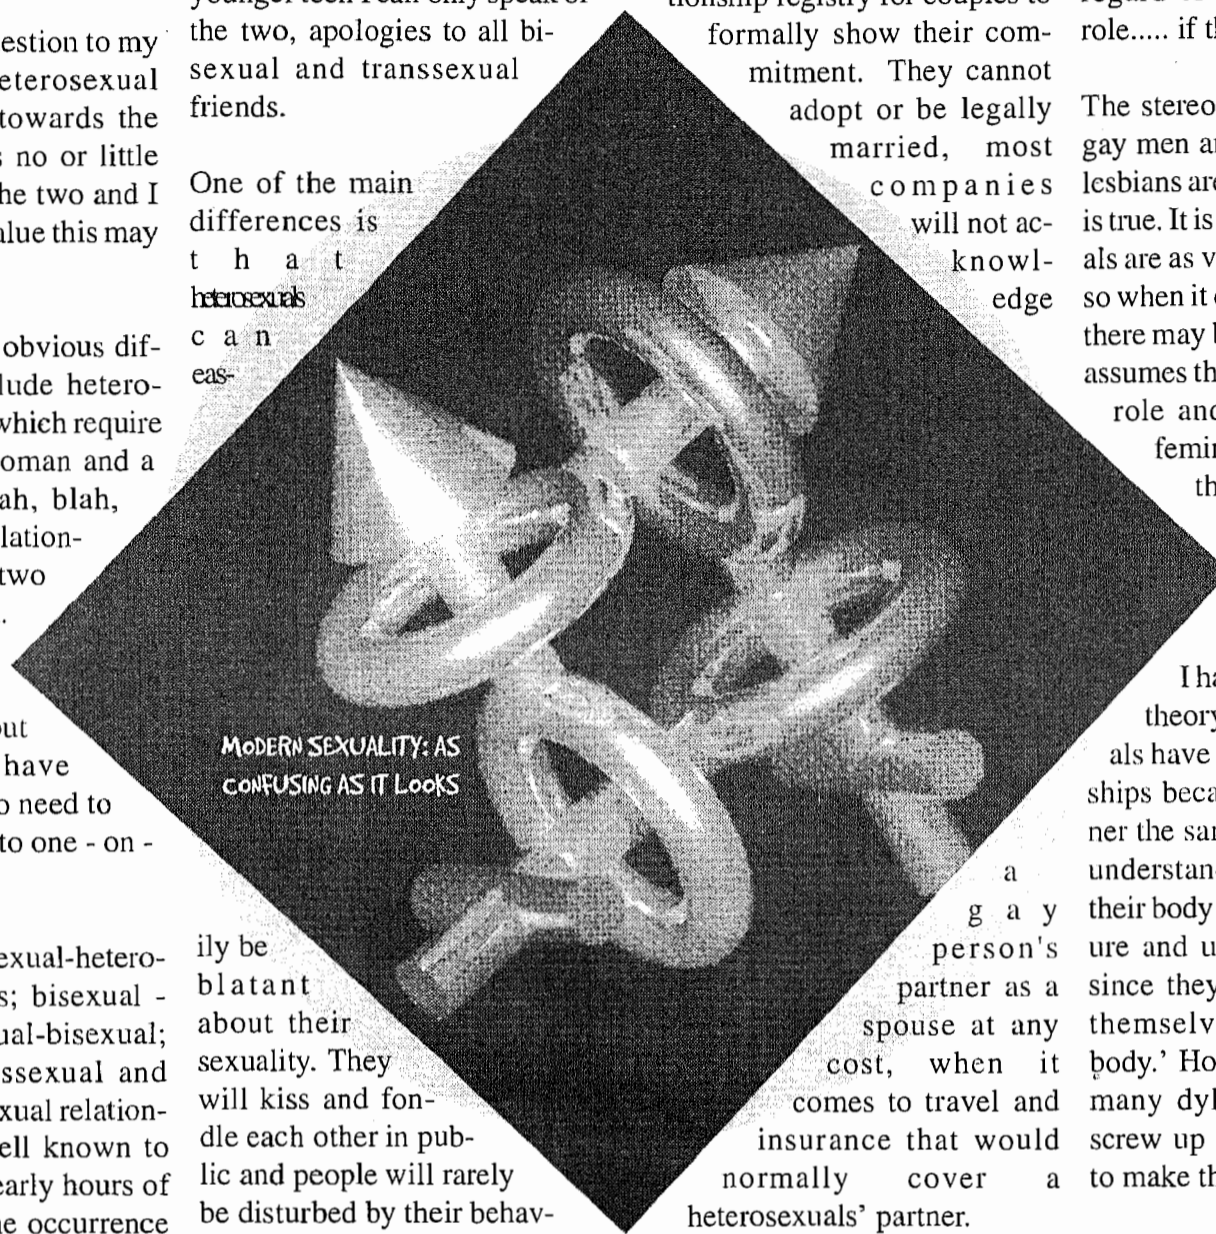 estion to my
eterosexual
towards the
s no or little
he two and I
alue this may
obvious dif-
lude hetero-
which require
oman and a
ah, blah,
lation-
two
.
out
have
o need to
to one - on -
exual-hetero-
s; bisexual -
ual-bisexual;
ssexual and
xual relation-
ell known to
early hours of
he occurrence
the two, apologies to all bi-
sexual and transsexual
friends.
One of the main
differences is
that
heterosexuals
can
eas-
ily be
blatant
about their
sexuality. They
will kiss and fon-
dle each other in pub-
lic and people will rarely
be disturbed by their behav-
MODERN SEXUALITY: AS
CONFUSING AS IT LOOKS
formally show their com-
mitment. They cannot
adopt or be legally
married, most
companies
will not ac-
knowl-
edge
a
gay
person's
partner as a
spouse at any
cost, when it
comes to travel and
insurance that would
normally cover a
heterosexuals' partner.
role..... if th
The stereo
gay men a
lesbians are
is true. It is
als are as v
so when it
there may b
assumes th
role and
femin
th
I ha
theory
als have
ships beca
ner the sam
understan
their body
ure and u
since they
themselv
body.' Ho
many dyk
screw up
to make th